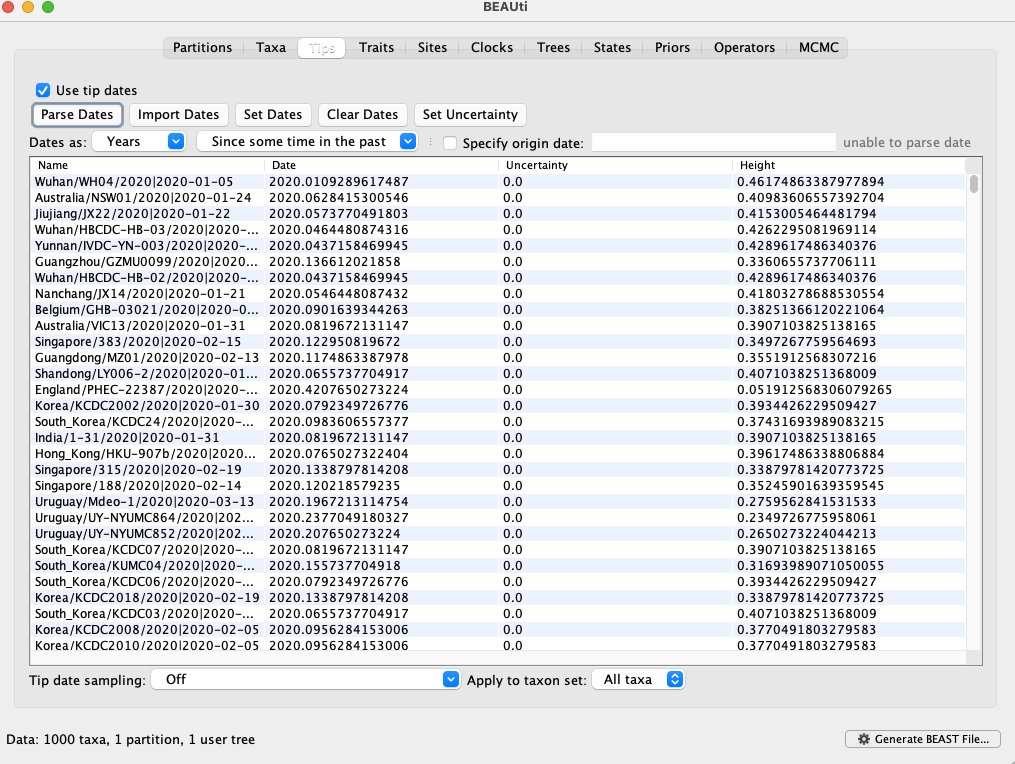 BEAUti
Partitions Taxa Tips Traits Sites Clocks Trees States Priors Operators MCMC
Use tip dates
Parse Dates Import Dates Set Dates Clear Dates Set Uncertainty
Dates as: Years Since some time in the past Specify origin date: unable to parse date
Name Date Uncertainty Height
Wuhan/WH04/2020|2020-01-05 2020.0109289617487 0.0 0.46174863387977894
Australia/NSW01/2020|2020-01-24 2020.0628415300546 0.0 0.40983606557392704
Jiujiang/JX22/2020|2020-01-22 2020.0573770491803 0.0 0.4153005464481794
Wuhan/HBCDC-HB-03/2020|2020-... 2020.0464480874316 0.0 0.4262295081969114
Yunnan/IVDC-YN-003/2020|2020-... 2020.0437158469945 0.0 0.4289617486340376
Guangzhou/GZMU0099/2020|2020... 2020.136612021858 0.0 0.3360655737706111
Wuhan/HBCDC-HB-02/2020|2020-... 2020.0437158469945 0.0 0.4289617486340376
Nanchang/JX14/2020|2020-01-21 2020.0546448087432 0.0 0.41803278688530554
Belgium/GHB-03021/2020|2020-0... 2020.0901639344263 0.0 0.38251366120221064
Australia/VIC13/2020|2020-01-31 2020.0819672131147 0.0 0.3907103825138165
Singapore/383/2020|2020-02-15 2020.122950819672 0.0 0.3497267759564693
Guangdong/MZ01/2020|2020-02-13 2020.1174863387978 0.0 0.3551912568307216
Shandong/LY006-2/2020|2020-01... 2020.0655737704917 0.0 0.4071038251368009
England/PHEC-22387/2020|2020-... 2020.4207650273224 0.0 0.051912568306079265
Korea/KCDC2002/2020|2020-01-30 2020.0792349726776 0.0 0.3934426229509427
South_Korea/KCDC24/2020|2020-... 2020.0983606557377 0.0 0.37431693989083215
India/1-31/2020|2020-01-31 2020.0819672131147 0.0 0.3907103825138165
Hong_Kong/HKU-907b/2020|2020... 2020.0765027322404 0.0 0.39617486338806884
Singapore/315/2020|2020-02-19 2020.1338797814208 0.0 0.33879781420773725
Singapore/188/2020|2020-02-14 2020.120218579235 0.0 0.35245901639359545
Uruguay/Mdeo-1/2020|2020-03-13 2020.1967213114754 0.0 0.2759562841531533
Uruguay/UY-NYUMC864/2020|202... 2020.2377049180327 0.0 0.2349726775958061
Uruguay/UY-NYUMC852/2020|202... 2020.207650273224 0.0 0.2650273224044213
South_Korea/KCDC07/2020|2020-... 2020.0819672131147 0.0 0.3907103825138165
South_Korea/KUMC04/2020|2020-... 2020.155737704918 0.0 0.31693989071050055
South_Korea/KCDC06/2020|2020-... 2020.0792349726776 0.0 0.3934426229509427
Korea/KCDC2018/2020|2020-02-19 2020.1338797814208 0.0 0.33879781420773725
South_Korea/KCDC03/2020|2020-... 2020.0655737704917 0.0 0.4071038251368009
Korea/KCDC2008/2020|2020-02-05 2020.0956284153006 0.0 0.3770491803279583
Korea/KCDC2010/2020|2020-02-05 2020.0956284153006 0.0 0.3770491803279583
Tip date sampling: Off Apply to taxon set: All taxa
Data: 1000 taxa, 1 partition, 1 user tree Generate BEAST File...